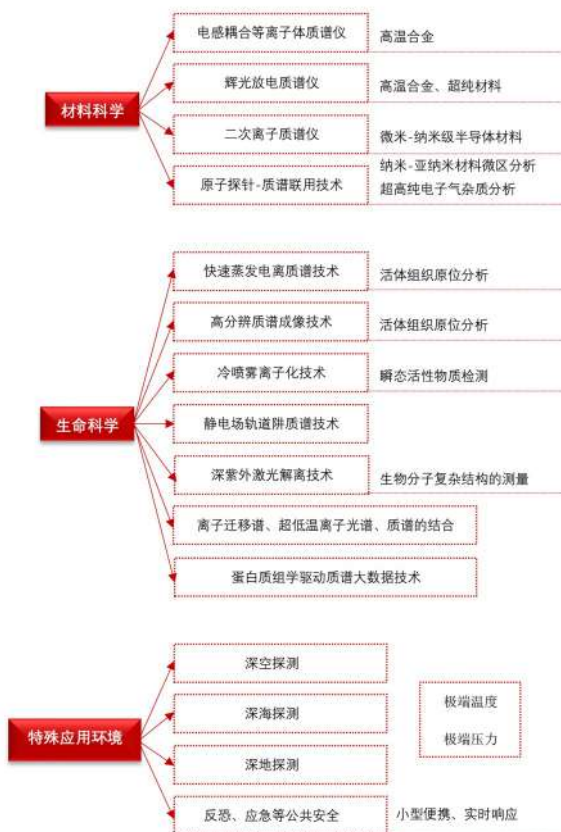 材料科学
电感耦合等离子体质谱仪
高温合金
辉光放电质谱仪
高温合金、超纯材料
二次离子质谱仪
微米-纳米级半导体材料
原子探针-质谱联用技术
纳米-亚纳米材料微区分析
超高纯电子气杂质分析
生命科学
快速蒸发电离质谱技术
活体组织原位分析
高分辨质谱成像技术
活体组织原位分析
冷喷雾离子化技术
瞬态活性物质检测
静电场轨道阱质谱技术
深紫外激光解离技术
生物分子复杂结构的测量
离子迁移谱、超低温离子光谱、质谱的结合
蛋白质组学驱动质谱大数据技术
特殊应用环境
深空探测
深海探测
深地探测
极端温度
极端压力
反恐、应急等公共安全
小型便携、实时响应